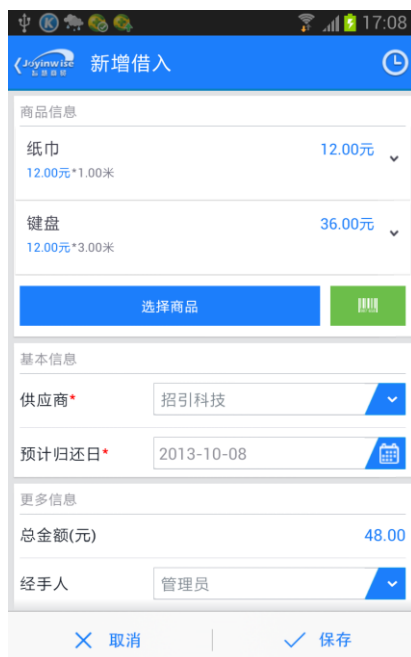 17:08
Joyinwise 新增借入
商品信息
纸巾 12.00元
12.00元*1.00米
键盘 36.00元
12.00元*3.00米
选择商品
基本信息
供应商* 招引科技
预计归还日* 2013-10-08
更多信息
总金额(元) 48.00
经手人 管理员
取消 保存